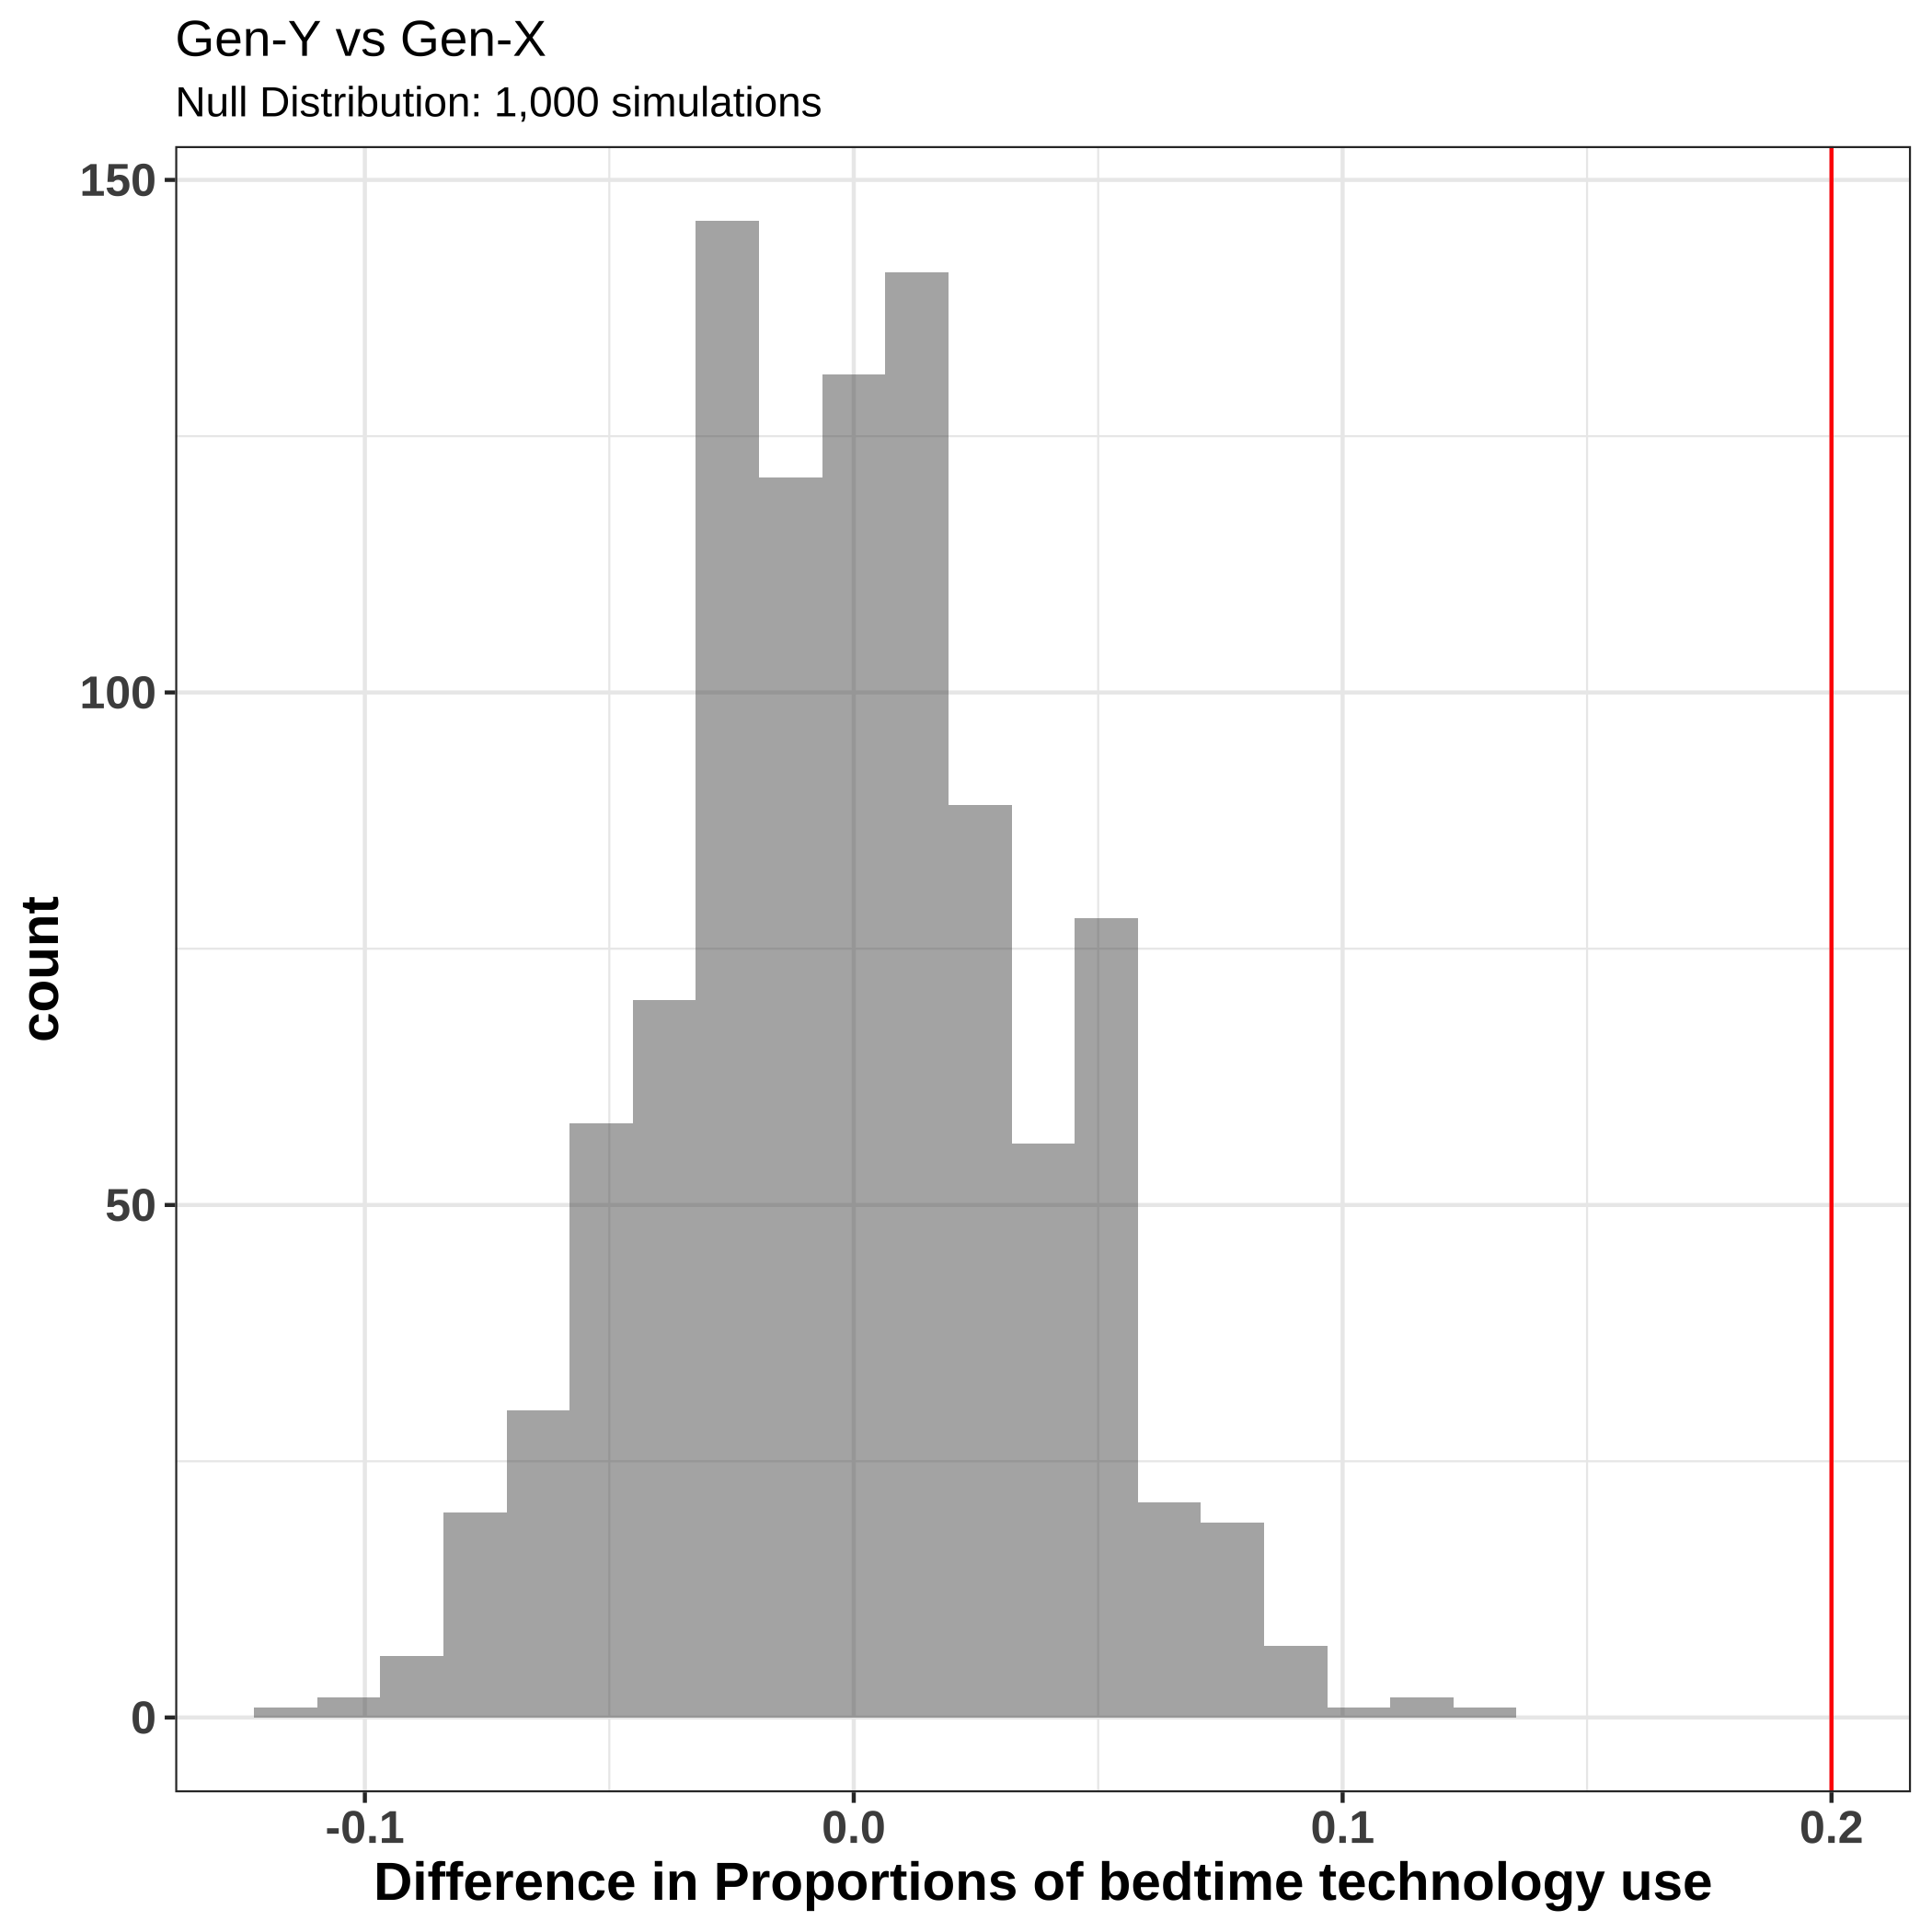 Gen-Y vs Gen-X
Null Distribution: 1,000 simulations
150
100
50
0
count
-0.1 0.0 0.1 0.2
Difference in Proportions of bedtime technology use